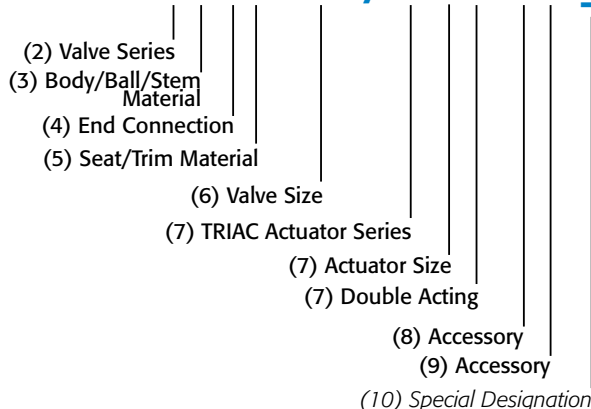 (2) Valve Series
(3) Body/Ball/Stem
Material
(4) End Connection
(5) Seat/Trim Material
(6) Valve Size
(7) TRIAC Actuator Series
(7) Actuator Size
(7) Double Acting
(8) Accessory
(9) Accessory
(10) Special Designation